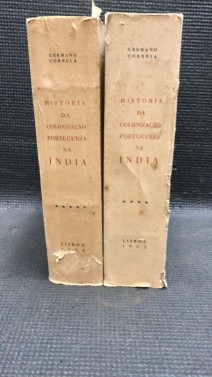 GERMANO
CORREIA
HISTÓRIA
DA
COLONIZAÇÃO
PORTUGUESA
NA
ÍNDIA
LISBOA
GERMANO
CORREIA
HISTÓRIA
DA
COLONIZAÇÃO
PORTUGUESA
NA
ÍNDIA
LISBOA